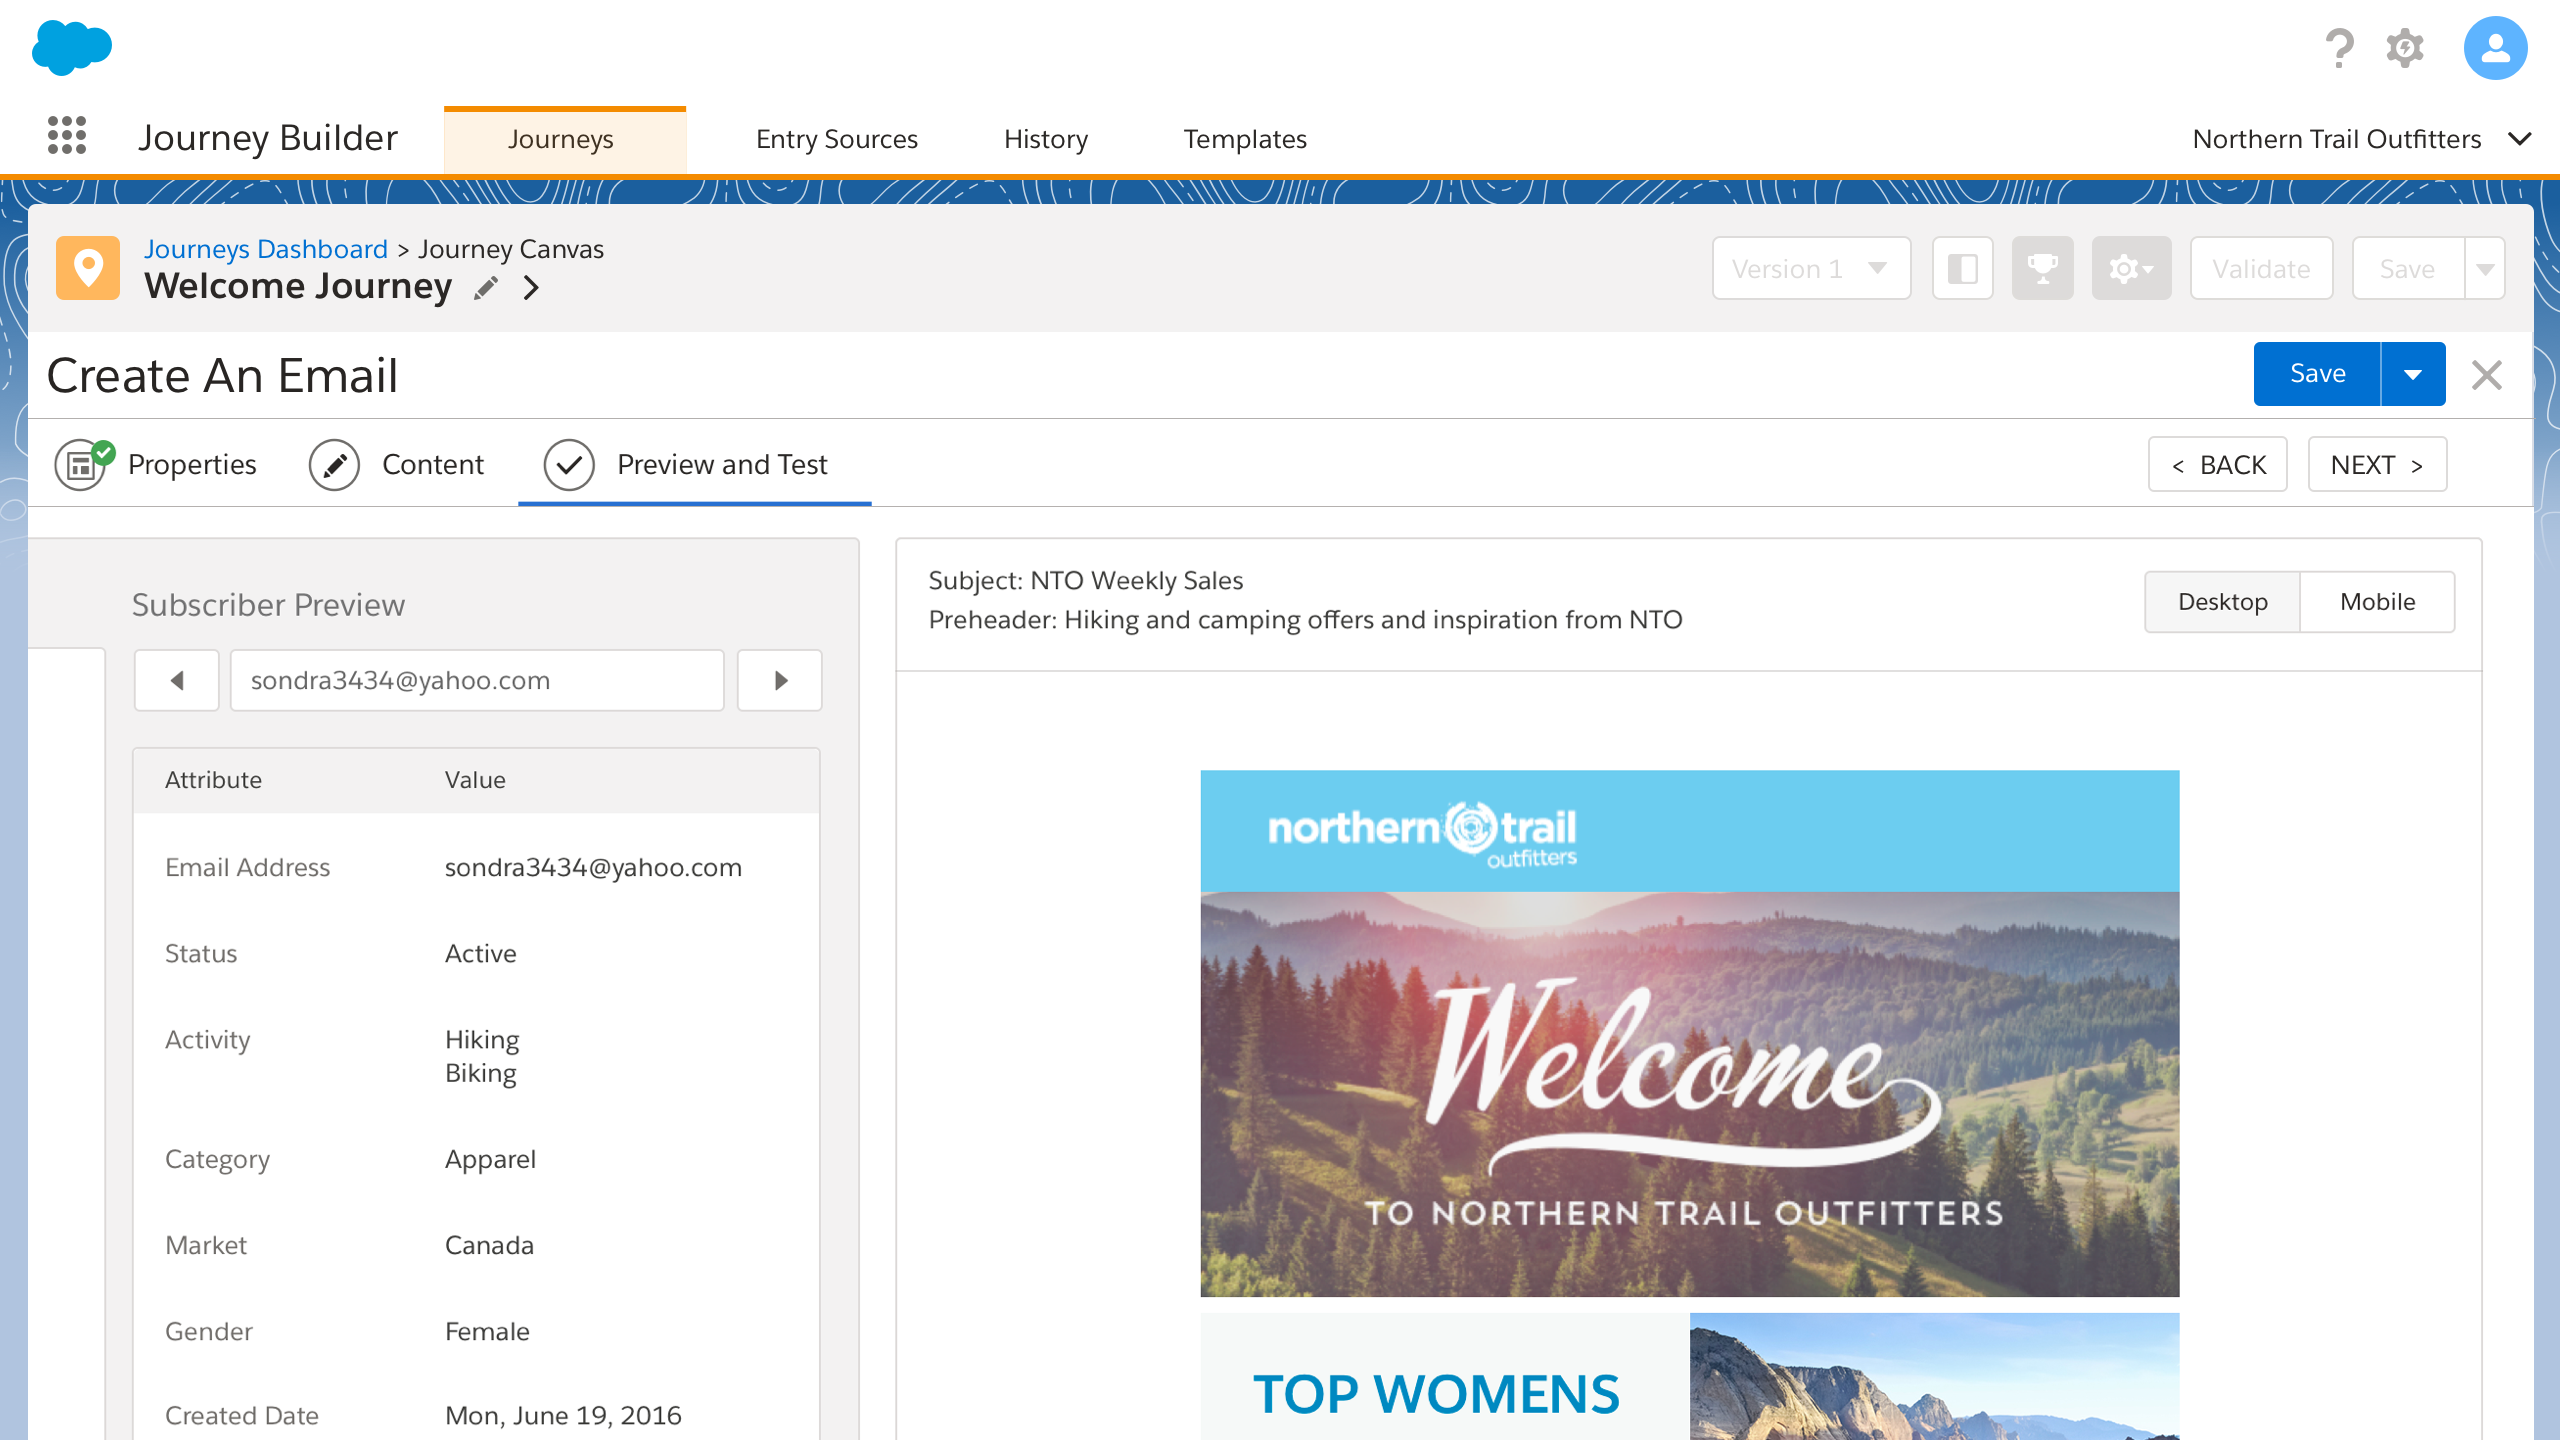 Journey Builder
Journeys
Entry Sources
History
Templates
Northern Trail Outfitters
Journeys Dashboard > Journey Canvas
Welcome Journey
Version 1
Validate
Save
Create An Email
Save
Properties
Content
Preview and Test
< BACK
NEXT >
Subscriber Preview
sondra3434@yahoo.com
Attribute Value
Email Address sondra3434@yahoo.com
Status Active
Activity Hiking
Biking
Category Apparel
Market Canada
Gender Female
Created Date Mon, June 19, 2016
Subject: NTO Weekly Sales
Preheader: Hiking and camping offers and inspiration from NTO
Desktop
Mobile
northern trail
outfitters
Welcome
TO NORTHERN TRAIL OUTFITTERS
TOP WOMENS